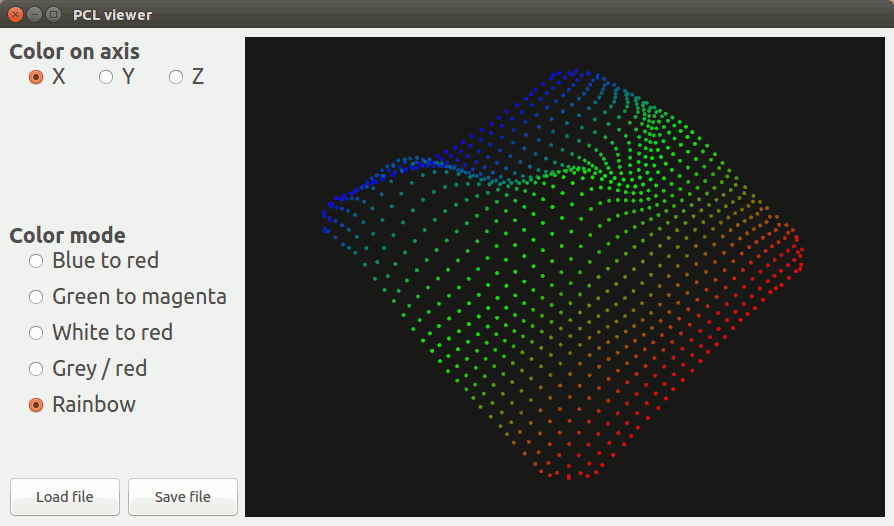 PCL viewer
Color on axis
X Y Z
Color mode
Blue to red
Green to magenta
White to red
Grey / red
Rainbow
Load file Save file